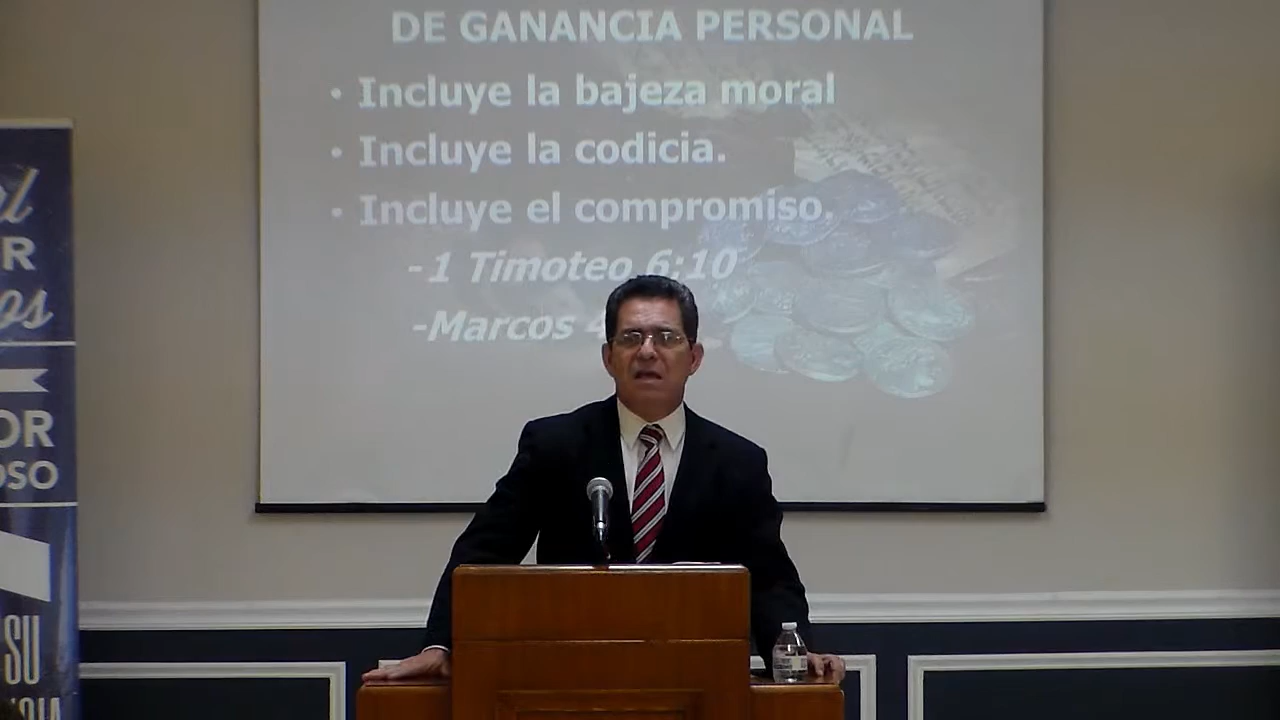 DE GANANCIA PERSONAL
• Incluye la bajeza moral
• Incluye la codicia.
• Incluye el compromiso.
-1 Timoteo 6:10
-Marcos
R
os
OR
OSO
SU